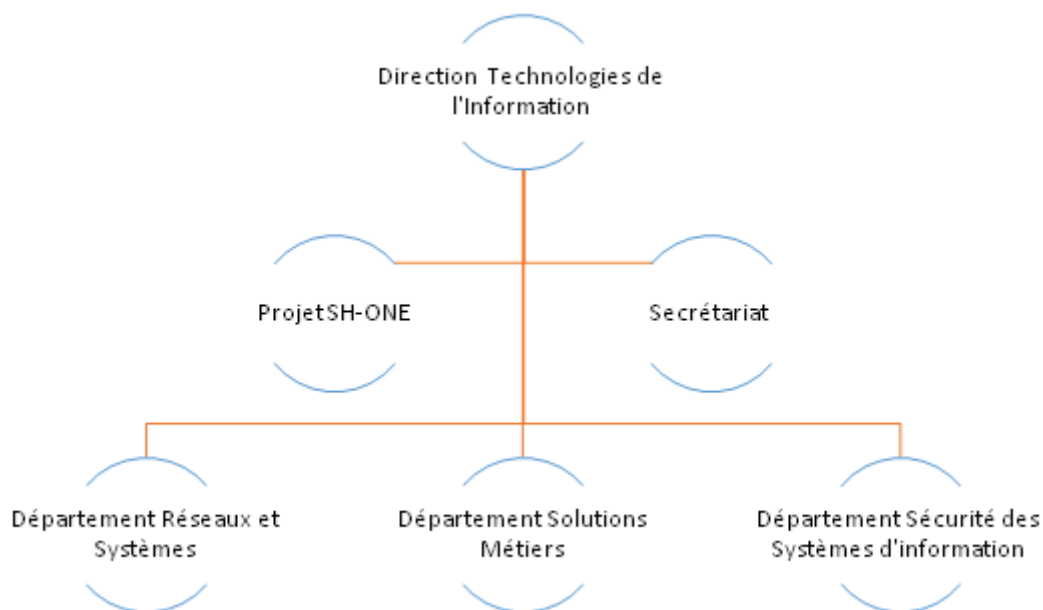 Direction Technologies de
l'Information
Projet SH-ONE
Secrétariat
Département Réseaux et
Systèmes
Département Solutions
Métiers
Département Sécurité des
Systèmes d'information